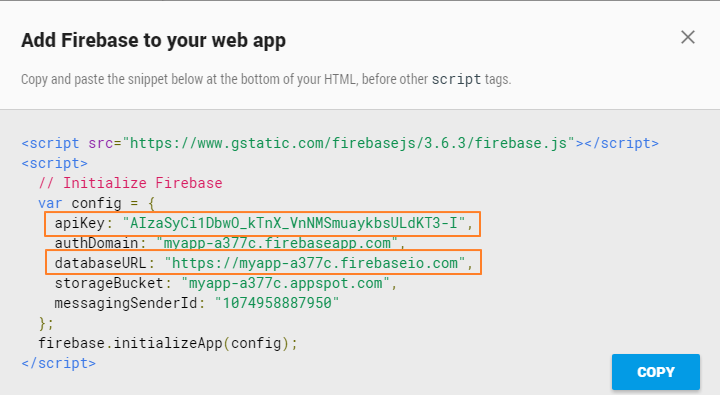 Add Firebase to your web app
Copy and paste the snippet below at the bottom of your HTML, before other script tags.
<script src="https://www.gstatic.com/firebasejs/3.6.3/firebase.js"></script>
<script>
// Initialize Firebase
var config = {
apiKey: "AIzaSyCi1DbwO_kTnX_VnNMSmuaykbsULdKT3-I",
authDomain: "myapp-a377c.firebaseapp.com",
databaseURL: "https://myapp-a377c.firebaseio.com",
storageBucket: "myapp-a377c.appspot.com",
messagingSenderId: "1074958887950"
};
firebase.initializeApp(config);
</script>
COPY